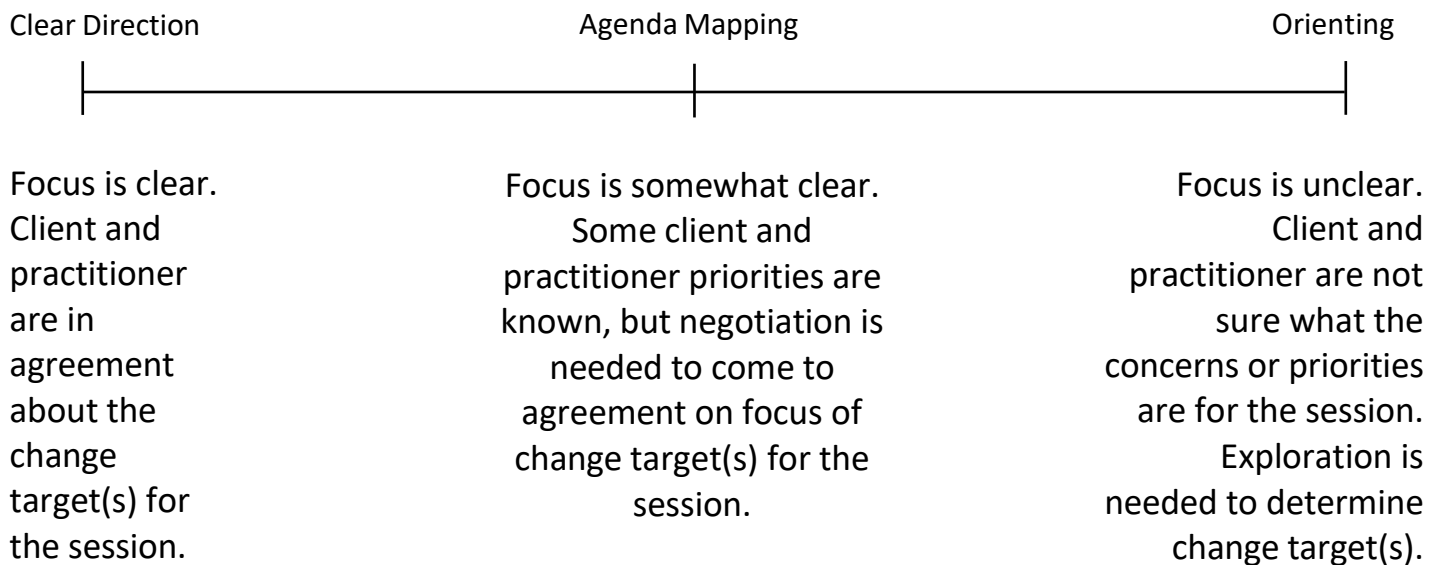 Clear Direction
Agenda Mapping
Orienting
Focus is clear.
Client and
practitioner
are in
agreement
about the
change
target(s) for
the session.
Focus is somewhat clear.
Some client and
practitioner priorities are
known, but negotiation is
needed to come to
agreement on focus of
change target(s) for the
session.
Focus is unclear.
Client and
practitioner are not
sure what the
concerns or priorities
are for the session.
Exploration is
needed to determine
change target(s).